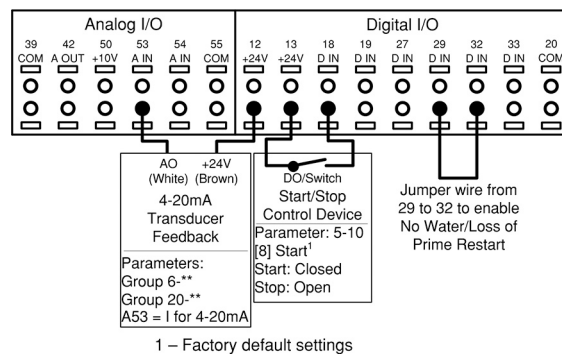 Analog I/O Digital I/O
39 42 50 53 54 55 12 13 18 19 27 29 32 33 20
COM A OUT +10V A IN A IN COM +24V +24V D IN D IN D IN D IN D IN D IN COM
AO +24V
(White) (Brown)
4-20mA
Transducer
Feedback
Parameters:
Group 6-**
Group 20-**
A53 = I for 4-20mA
DO/Switch
Start/Stop
Control Device
Parameter: 5-10
[8] Start¹
Start: Closed
Stop: Open
Jumper wire from
29 to 32 to enable
No Water/Loss of
Prime Restart
1 – Factory default settings